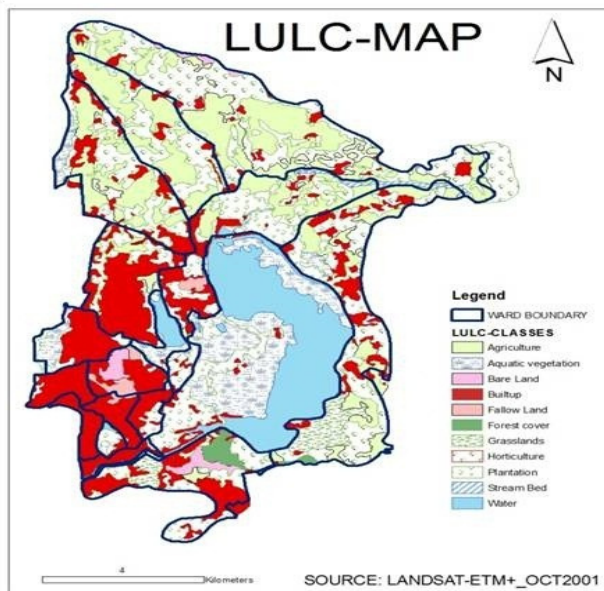 LULC-MAP
N
Legend
WARD BOUNDARY
LULC-CLASSES
Agriculture
Aquatic vegetation
Bare Land
Builtup
Fallow Land
Forest cover
Grasslands
Horticulture
Plantation
Stream Bed
Water
4
Kilometers
SOURCE: LANDSAT-ETM+_OCT2001